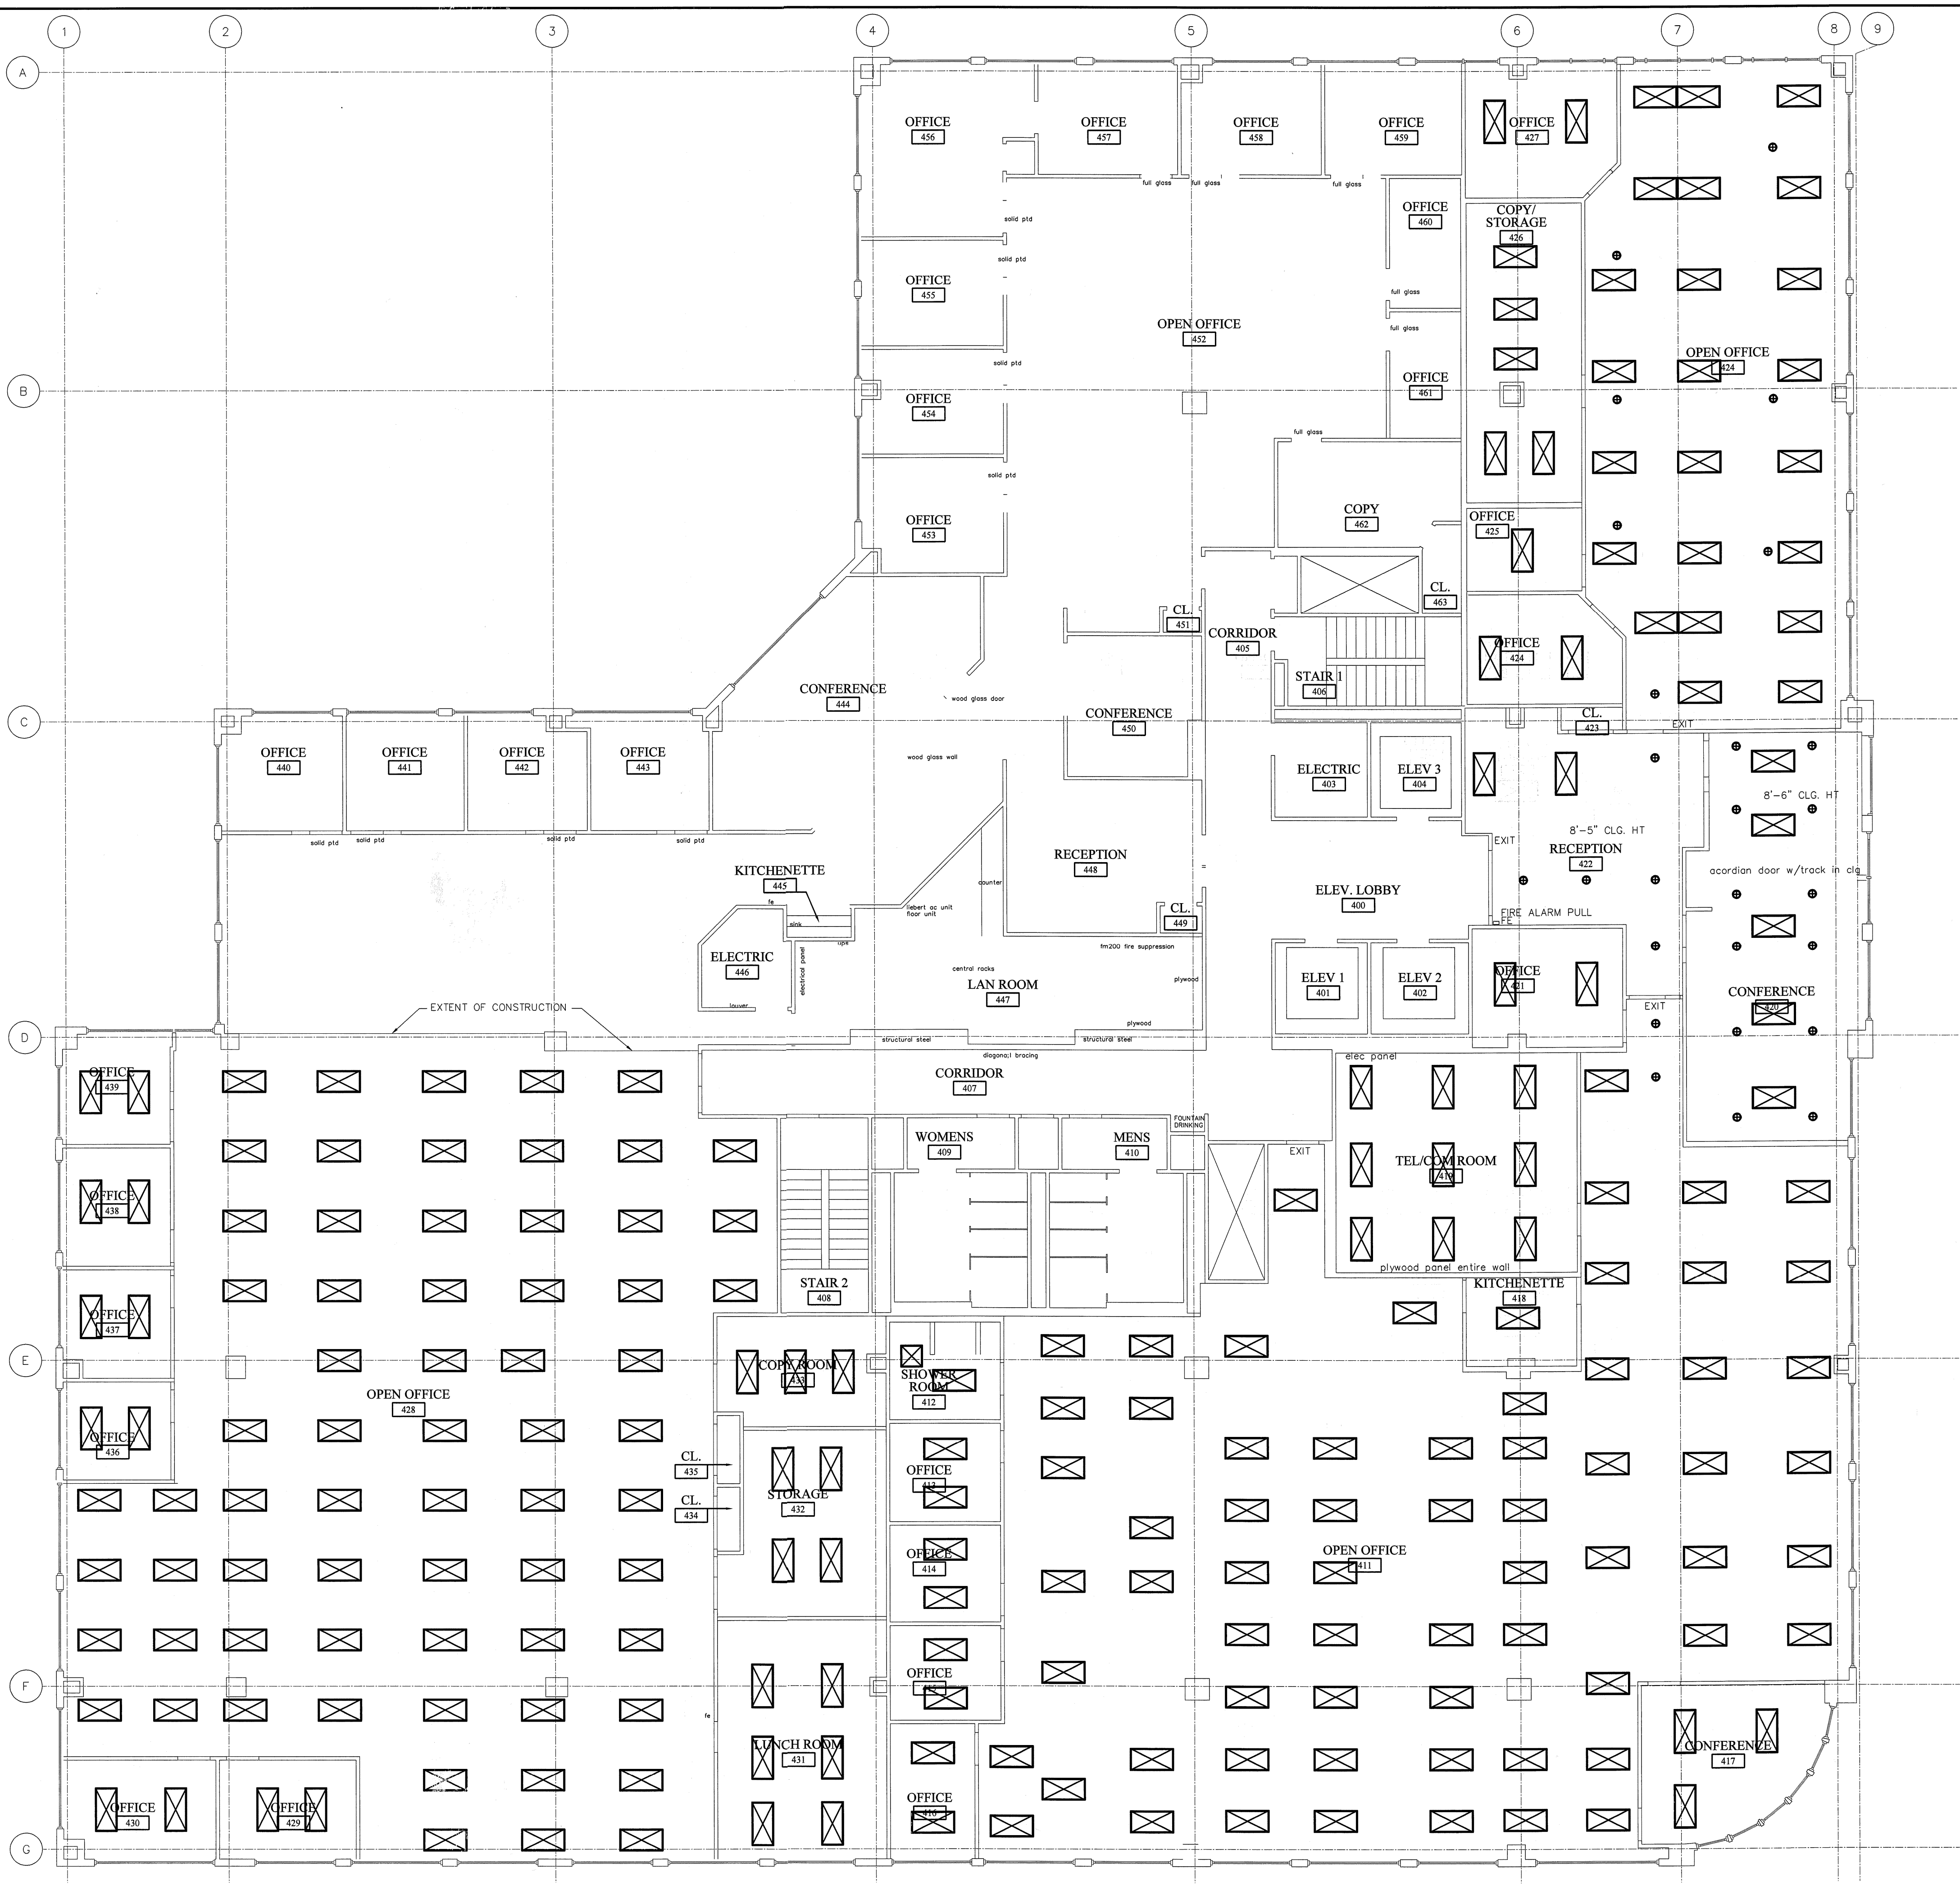 1 2 3 4 5 6 7 8 9
A
OFFICE
456
OFFICE
457
OFFICE
458
OFFICE
459
OFFICE
427
full glass
full glass
full glass
solid ptd
OFFICE
460
COPY/
STORAGE
426
solid ptd
OFFICE
455
full glass
OPEN OFFICE
452
full glass
solid ptd
OPEN OFFICE
424
B
OFFICE
454
OFFICE
461
full glass
solid ptd
OFFICE
453
COPY
462
OFFICE
425
CL.
463
CL.
451
CORRIDOR
405
OFFICE
424
STAIR 1
406
CONFERENCE
444
wood glass door
CONFERENCE
450
CL.
423
EXIT
C
OFFICE
440
OFFICE
441
OFFICE
442
OFFICE
443
wood glass wall
ELECTRIC
403
ELEV 3
404
8'-6" CLG. HT
8'-5" CLG. HT
solid ptd
solid ptd
solid ptd
solid ptd
EXIT
RECEPTION
422
RECEPTION
448
KITCHENETTE
445
counter
acordian door w/track in clg
ELEV. LOBBY
400
fe
liebert ac unit
floor unit
CL.
449
FIRE ALARM PULL
FE
sink
ups
fm200 fire suppression
ELECTRIC
446
electrical panel
central racks
LAN ROOM
447
plywood
ELEV 1
401
ELEV 2
402
OFFICE
421
CONFERENCE
420
louver
EXTENT OF CONSTRUCTION
EXIT
plywood
D
structural steel
structural steel
diagona;l bracing
elec panel
OFFICE
439
CORRIDOR
407
FOUNTAIN
DRINKING
WOMENS
409
MENS
410
EXIT
TEL/COM ROOM
419
OFFICE
438
plywood panel entire wall
STAIR 2
408
KITCHENETTE
418
OFFICE
437
E
COPY ROOM
433
SHOWER
ROOM
412
OPEN OFFICE
428
OFFICE
436
CL.
435
OFFICE
413
STORAGE
432
CL.
434
OFFICE
414
OPEN OFFICE
411
F
OFFICE
415
fe
LUNCH ROOM
431
CONFERENCE
417
OFFICE
430
OFFICE
429
OFFICE
416
G